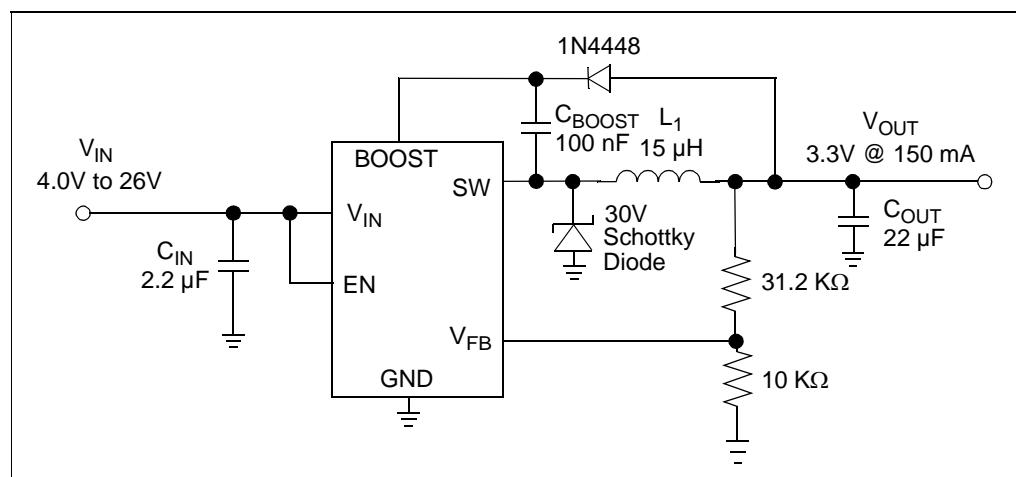 1N4448
C_BOOST
100 nF
L_1
15 µH
V_IN
4.0V to 26V
BOOST
SW
V_OUT
3.3V @ 150 mA
V_IN
C_IN
2.2 µF
EN
30V
Schottky
Diode
C_OUT
22 µF
31.2 KΩ
V_FB
GND
10 KΩ